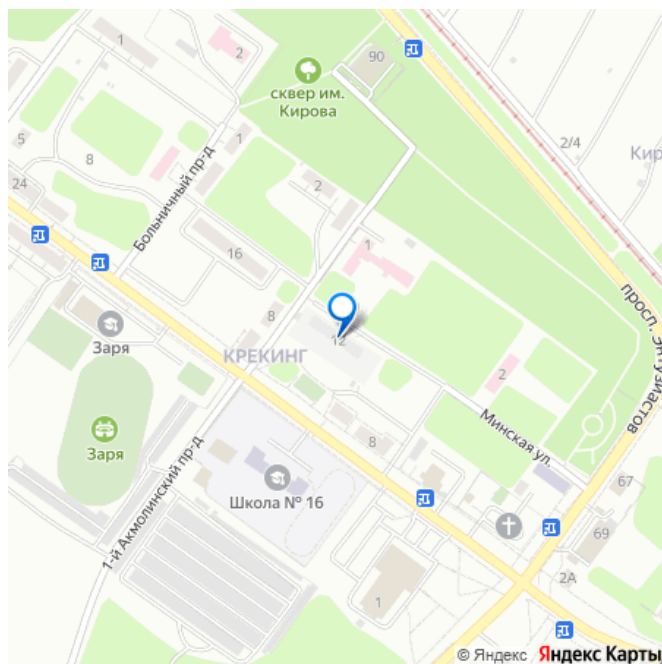 1
2
90
сквер им.
Кирова
2/4
Кир
5
8
1
24
Больничный пр-д
2
16
1
просп. Энтузиастов
8
12
КРЕКИНГ
Заря
2
Минская ул.
Заря
8
1-й Акмолинский пр-д
Школа № 16
67
69
2А
1
© Яндекс Яндекс Карты